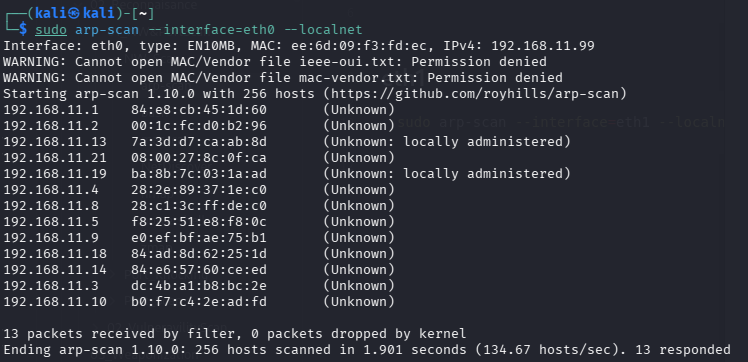 ┌──(kali㉿kali)-[~]
└─$ sudo arp-scan --interface=eth0 --localnet
Interface: eth0, type: EN10MB, MAC: ee:6d:09:f3:fd:ec, IPv4: 192.168.11.99
WARNING: Cannot open MAC/Vendor file ieee-oui.txt: Permission denied
WARNING: Cannot open MAC/Vendor file mac-vendor.txt: Permission denied
Starting arp-scan 1.10.0 with 256 hosts (https://github.com/royhills/arp-scan)
192.168.11.1 84:e8:cb:45:1d:60 (Unknown)
192.168.11.2 00:1c:fc:d0:b2:96 (Unknown)
sudo arp-scan --interface=eth1 --localn
192.168.11.13 7a:3d:d7:ca:ab:8d (Unknown: locally administered)
192.168.11.21 08:00:27:8c:0f:ca (Unknown)
192.168.11.19 ba:8b:7c:03:1a:ad (Unknown: locally administered)
192.168.11.4 28:2e:89:37:1e:c0 (Unknown)
192.168.11.8 28:c1:3c:ff:de:c0 (Unknown)
192.168.11.5 f8:25:51:e8:f8:0c (Unknown)
192.168.11.9 e0:ef:bf:ae:75:b1 (Unknown)
192.168.11.18 84:ad:8d:62:25:1d (Unknown)
192.168.11.14 84:e6:57:60:ce:ed (Unknown)
192.168.11.3 dc:4b:a1:b8:bc:2e (Unknown)
192.168.11.10 b0:f7:c4:2e:ad:fd (Unknown)
13 packets received by filter, 0 packets dropped by kernel
Ending arp-scan 1.10.0: 256 hosts scanned in 1.901 seconds (134.67 hosts/sec). 13 responded